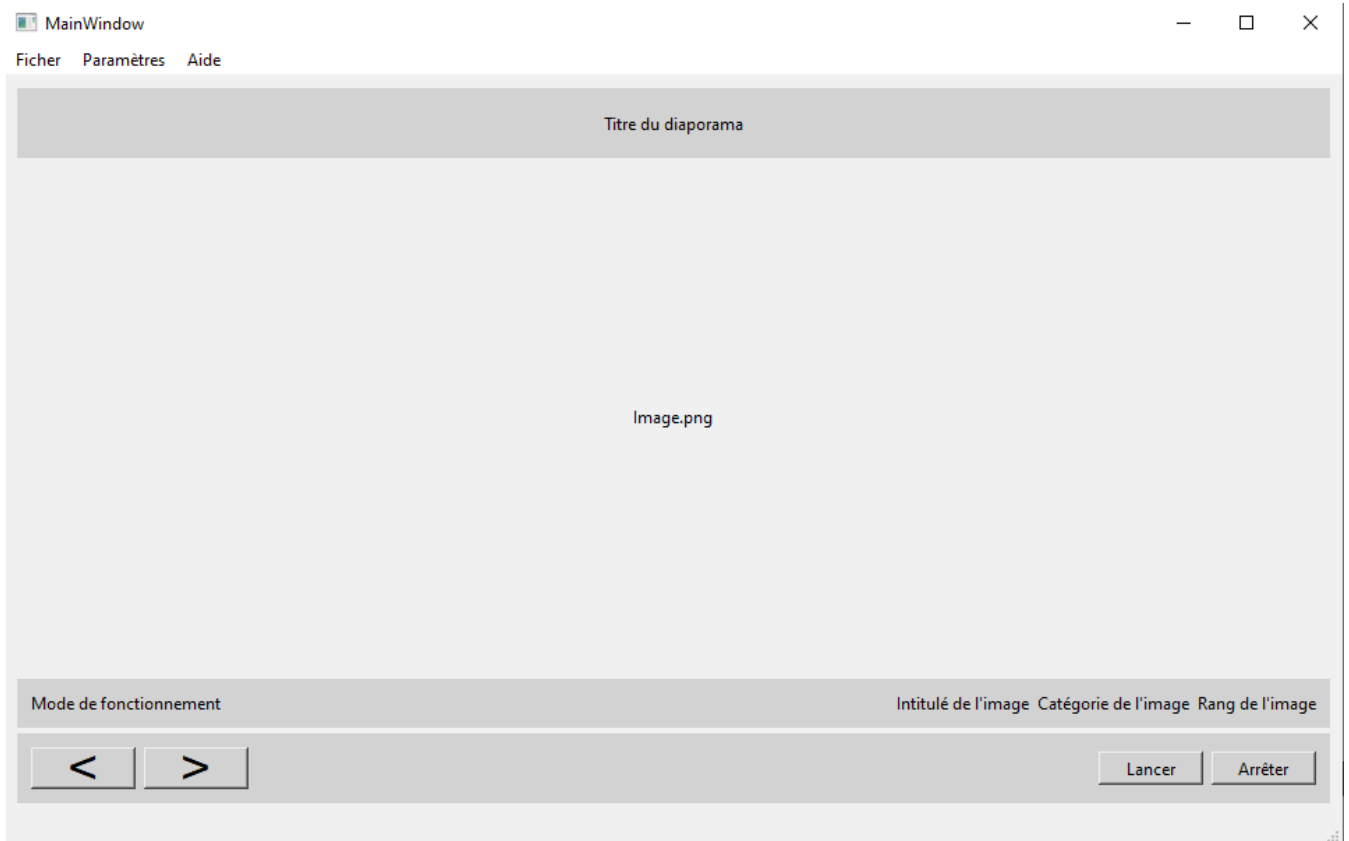 MainWindow
Ficher Paramètres Aide
Titre du diaporama
Image.png
Mode de fonctionnement Intitulé de l'image Catégorie de l'image Rang de l'image
< > Lancer Arrêter